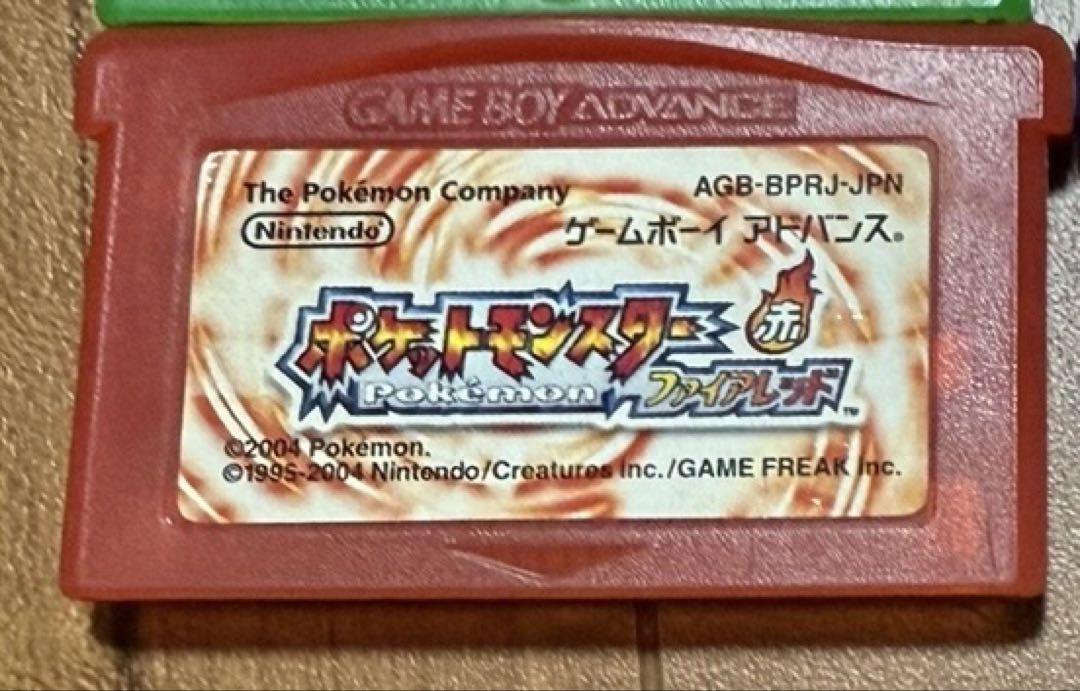 GAME BOY ADVANCE
The Pokémon Company
AGB-BPRJ-JPN
Nintendo
ゲームボーイ アドバンス®
ポケットモンスター
赤
Pokémon
ファイアレッド™
©2004 Pokémon.
©1995-2004 Nintendo/Creatures inc./GAME FREAK inc.